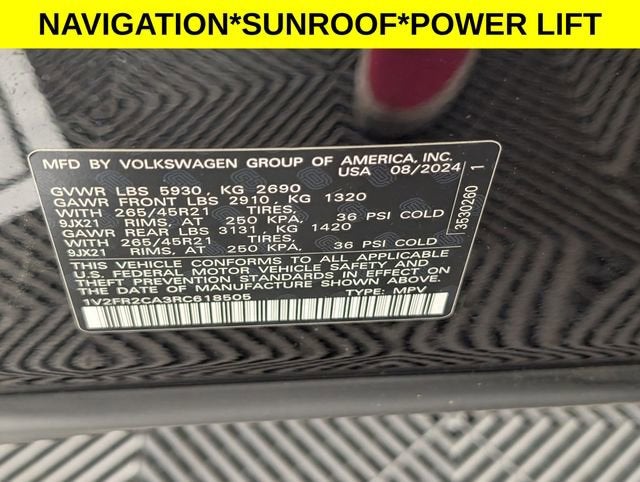 NAVIGATION*SUNROOF*POWER LIFT
MFD BY VOLKSWAGEN GROUP OF AMERICA, INC.
USA 08/2024
GVWR LBS 5930, KG 2690
GAWR FRONT LBS 2910, KG 1320
WITH 265/45R21 TIRES,
9JX21 RIMS, AT 250 KPA, 36 PSI COLD
GAWR REAR LBS 3131, KG 1420
WITH 265/45R21 TIRES,
9JX21 RIMS, AT 250 KPA, 36 PSI COLD
THIS VEHICLE CONFORMS TO ALL APPLICABLE
U.S. FEDERAL MOTOR VEHICLE SAFETY AND
THEFT PREVENTION STANDARDS IN EFFECT ON
THE DATE OF MANUFACTURE SHOWN ABOVE.
1V2FR2CA3RC618505 TYPE: MPV
3530260 1